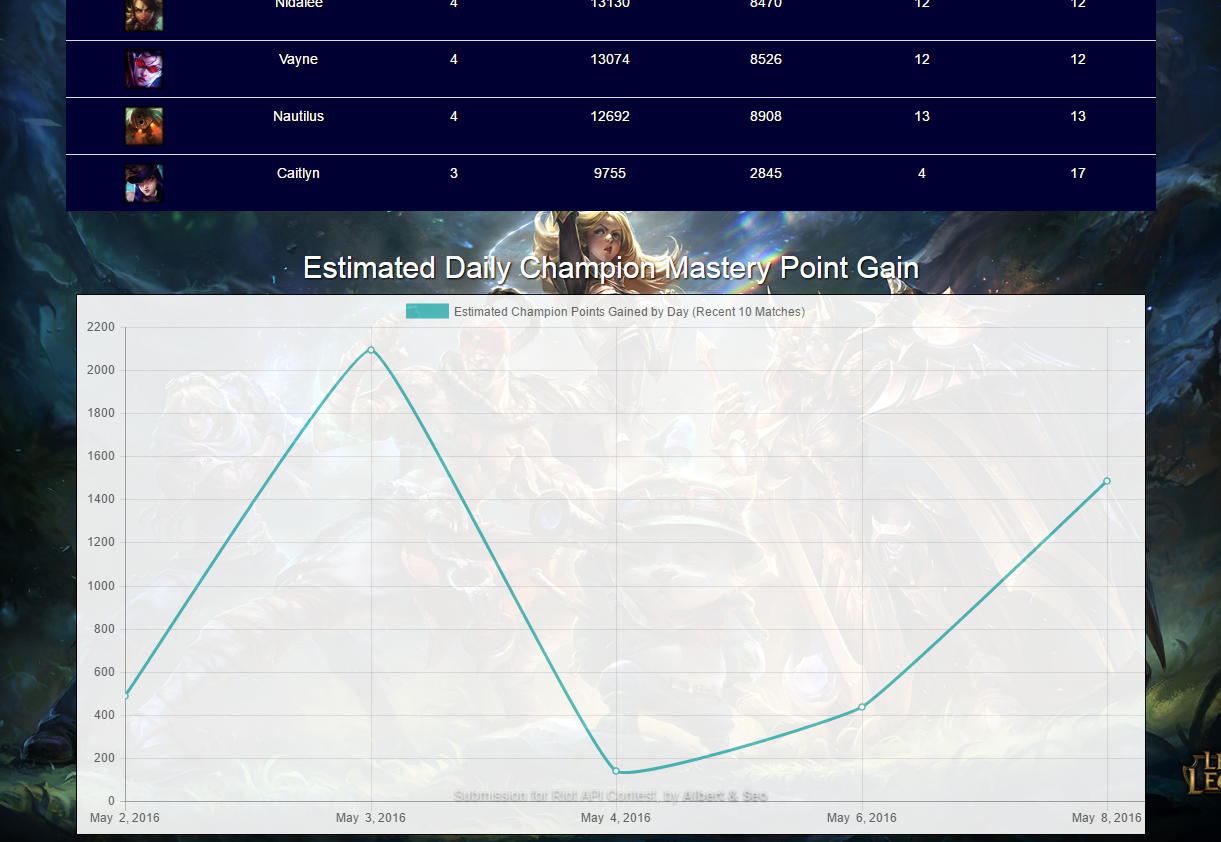 Nidalee 4 13130 8470 12 12
Vayne 4 13074 8526 12 12
Nautilus 4 12692 8908 13 13
Caitlyn 3 9755 2845 4 17
Estimated Daily Champion Mastery Point Gain
Estimated Champion Points Gained by Day (Recent 10 Matches)
2200
2000
1800
1600
1400
1200
1000
800
600
400
200
0
Submission for Riot API Contest, by Albert & Seo
May 2, 2016 May 3, 2016 May 4, 2016 May 6, 2016 May 8, 2016